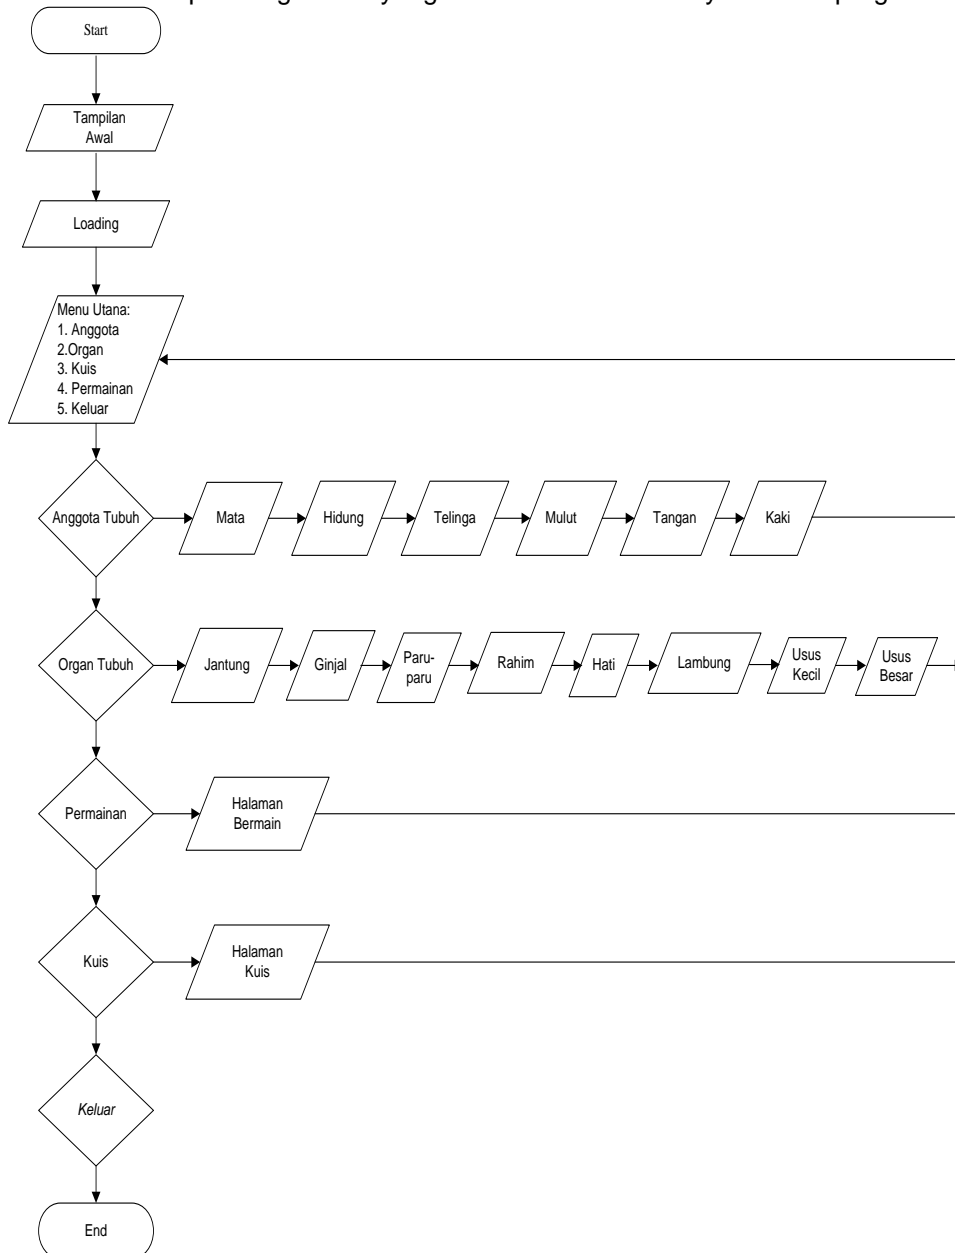 Start
Tampilan
Awal
Loading
Menu Utana:
1. Anggota
2.Organ
3. Kuis
4. Permainan
5. Keluar
Anggota Tubuh
Mata
Hidung
Telinga
Mulut
Tangan
Kaki
Organ Tubuh
Jantung
Ginjal
Paru-
paru
Rahim
Hati
Lambung
Usus
Kecil
Usus
Besar
Permainan
Halaman
Bermain
Kuis
Halaman
Kuis
Keluar
End